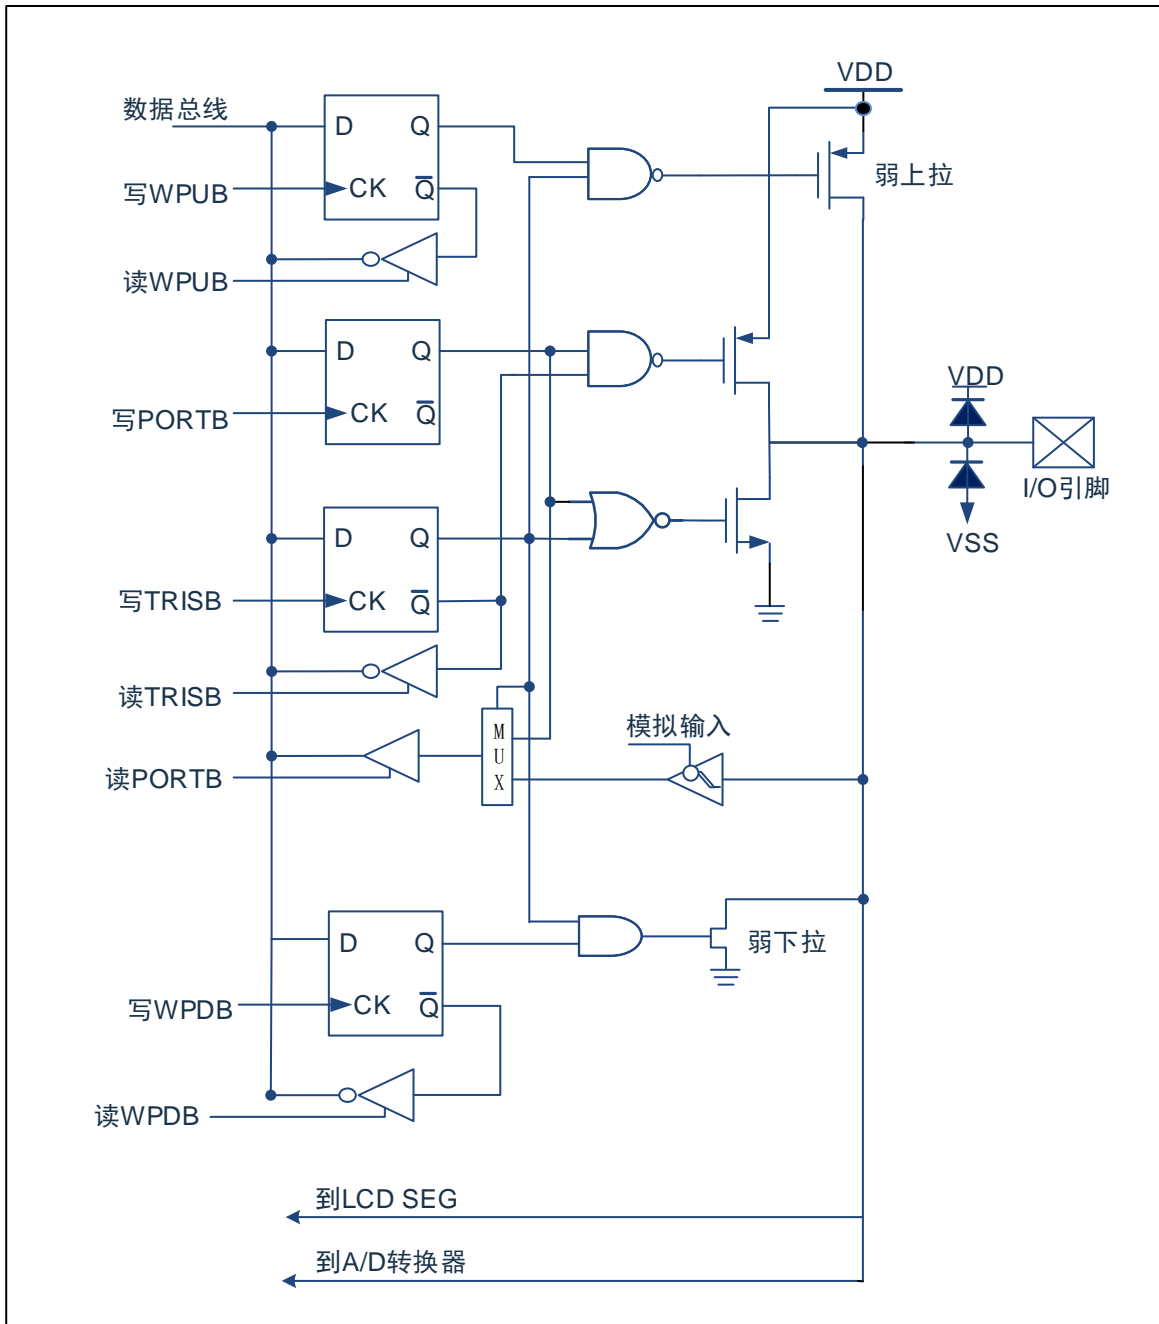 VDD
数据总线
D Q
弱上拉
写WPUB
CK Q̅
读WPUB
D Q
VDD
写PORTB
CK Q̅
I/O引脚
D Q
VSS
写TRISB
CK Q̅
读TRISB
M
U
X
模拟输入
读PORTB
D Q
弱下拉
写WPDB
CK Q̅
读WPDB
到LCD SEG
到A/D转换器